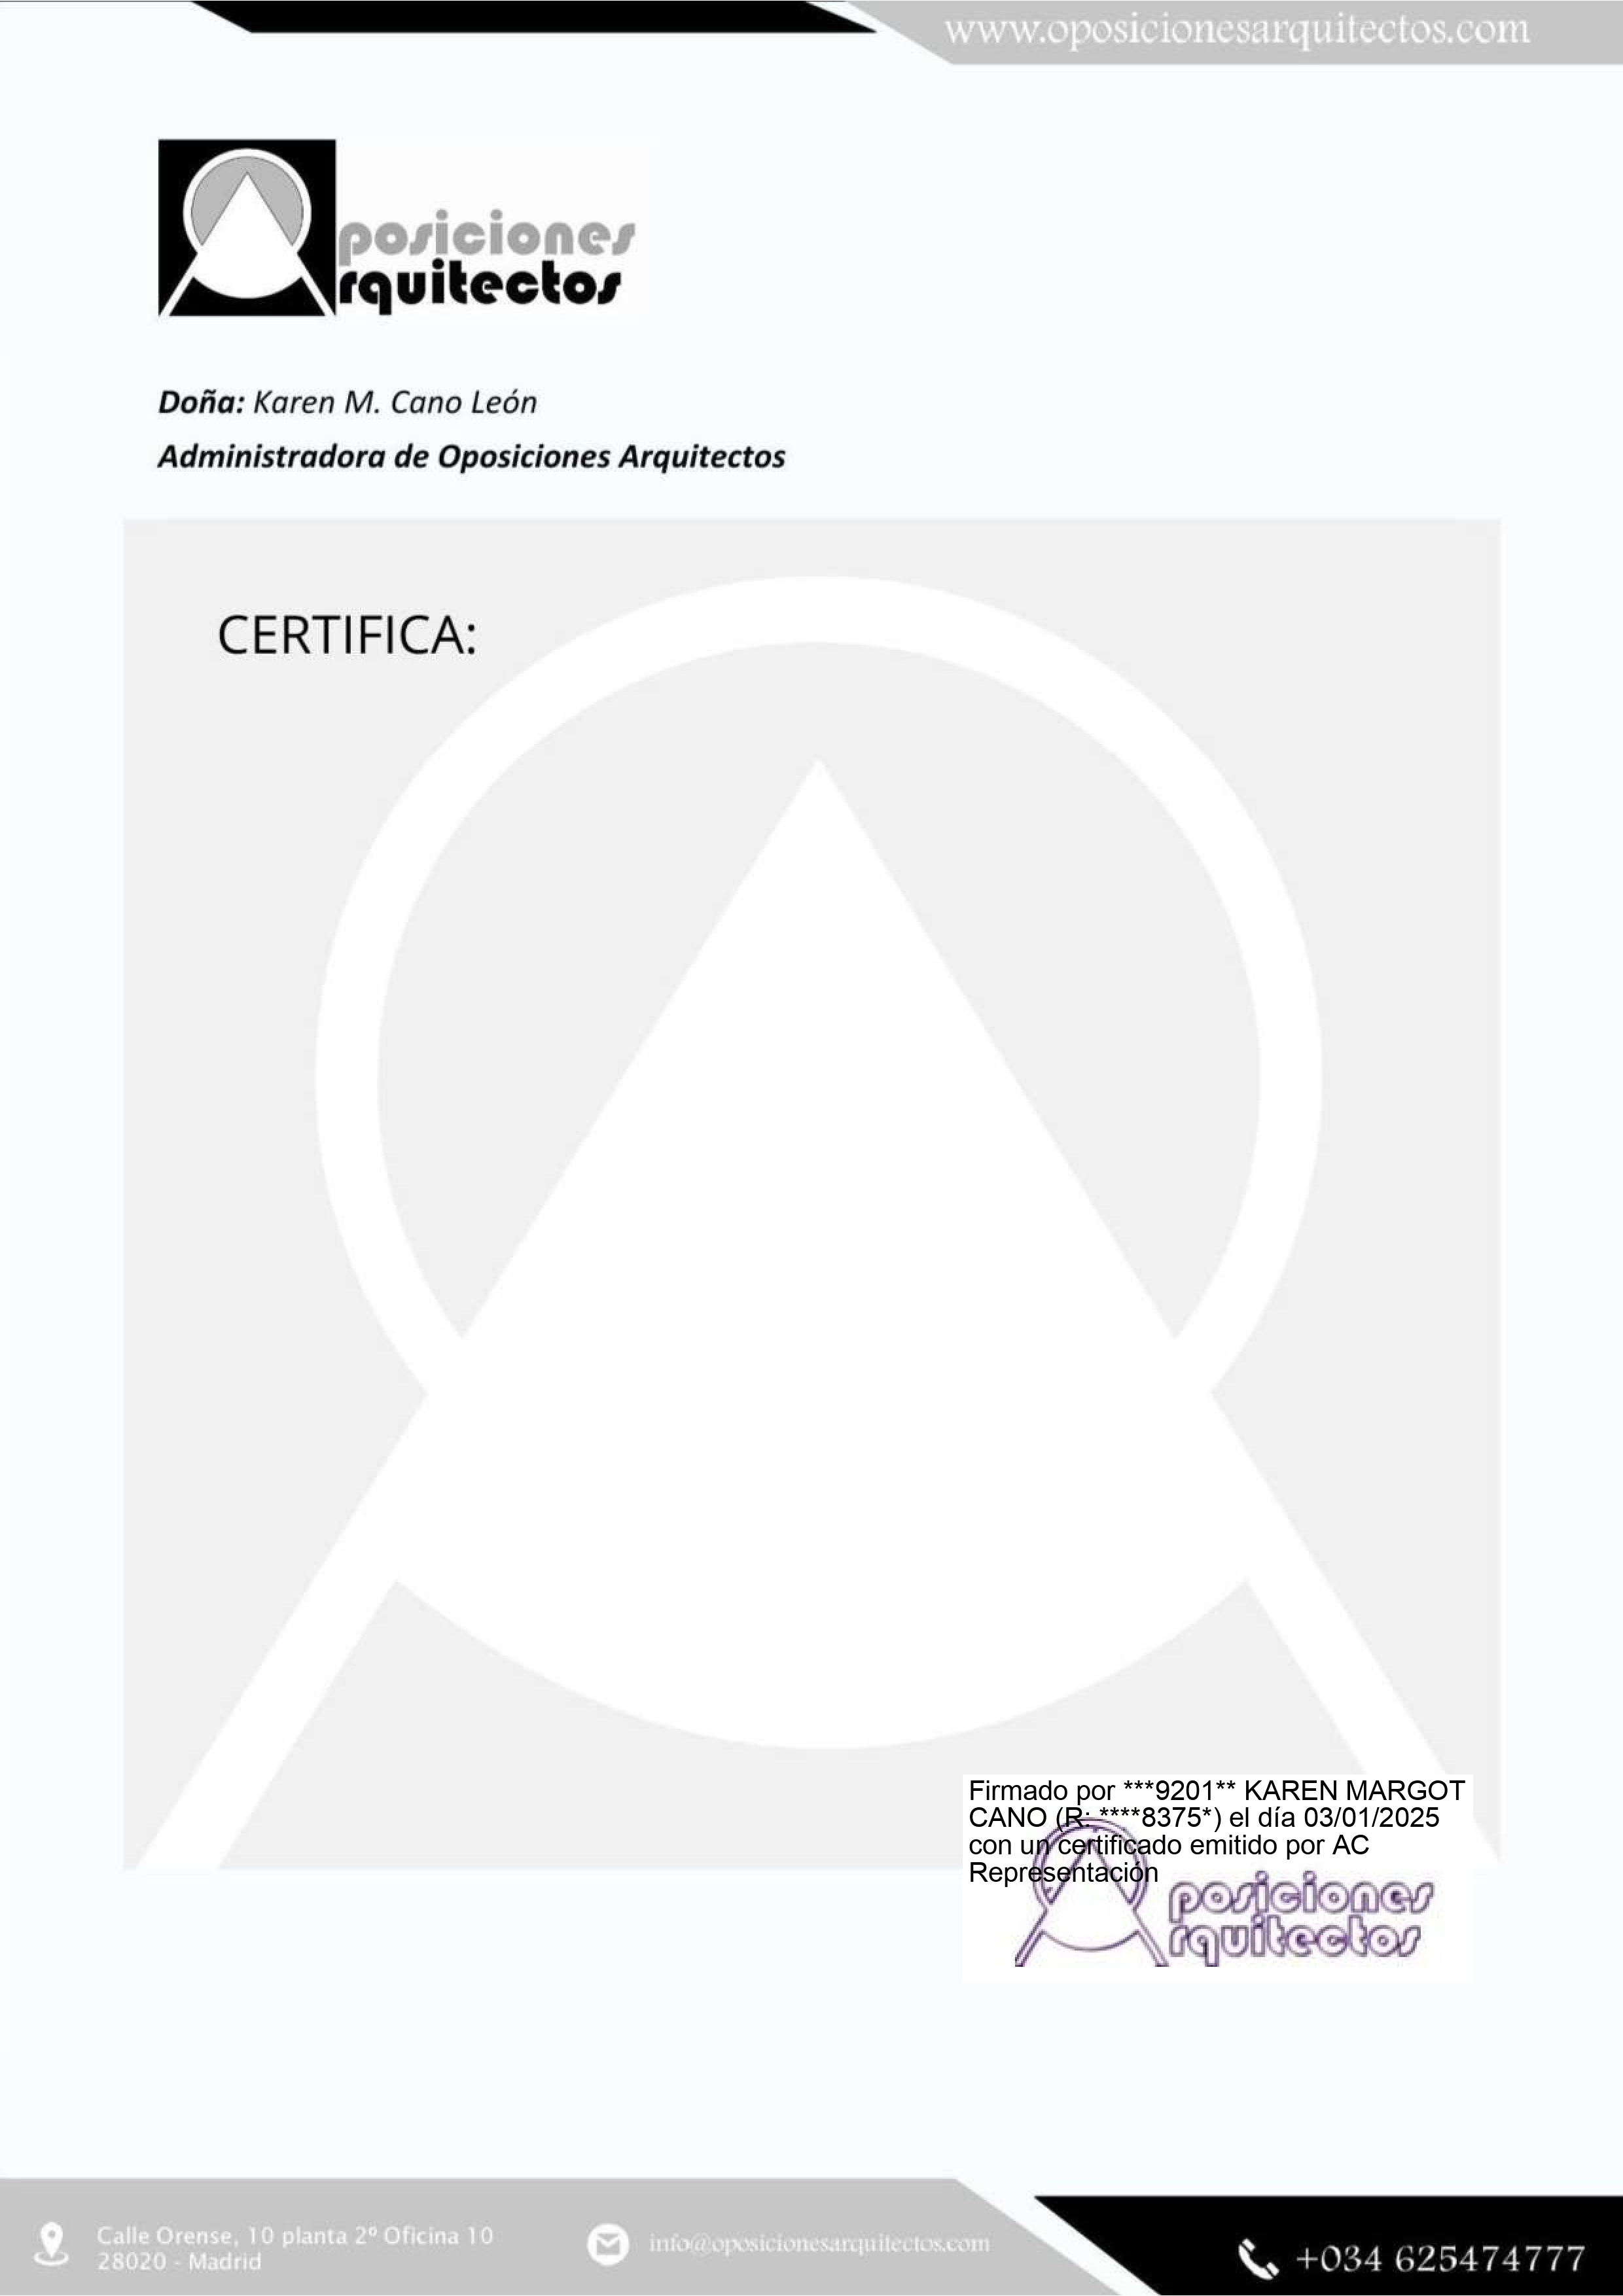 www.oposicionesarquitectos.com
posiciones
rquitectos
Doña: Karen M. Cano León
Administradora de Oposiciones Arquitectos
CERTIFICA:
Firmado por ***9201** KAREN MARGOT
CANO (R: ****8375*) el día 03/01/2025
con un certificado emitido por AC
Representación
posiciones
rquitectos
Calle Orense, 10 planta 2º Oficina 10
28020 - Madrid
info@oposicionesarquitectos.com
+034 625474777